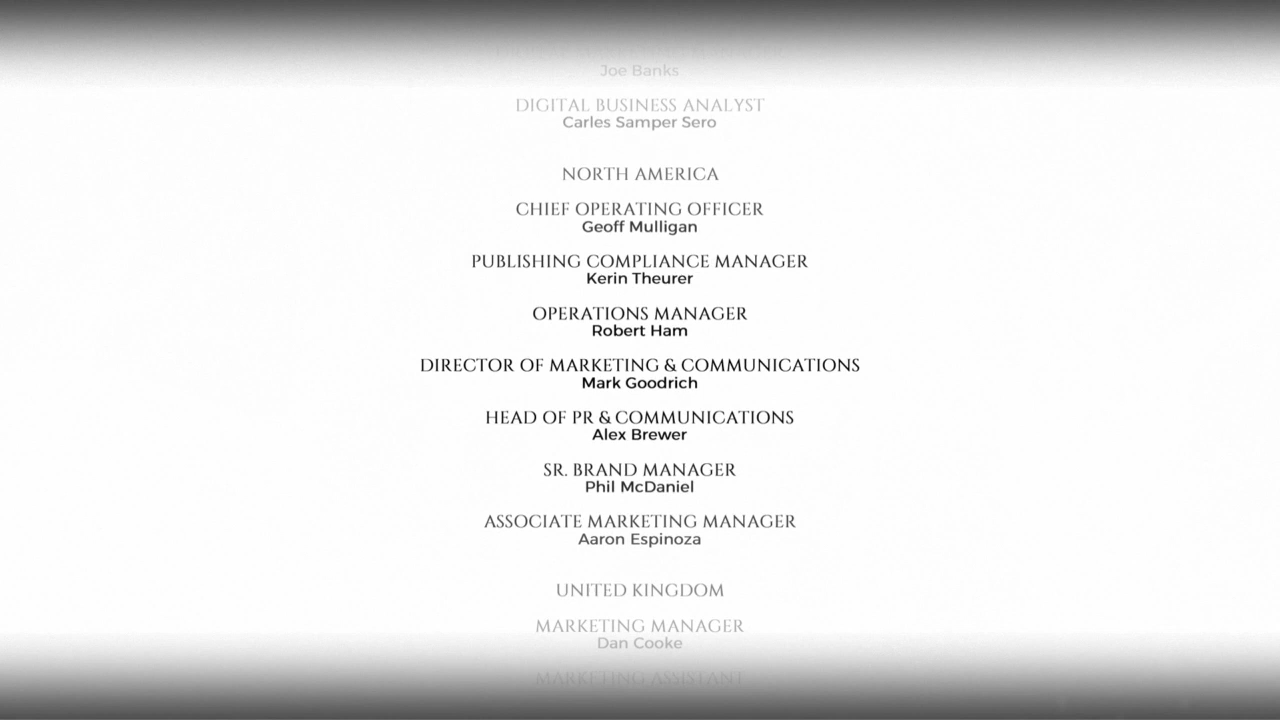 Joe Banks
DIGITAL BUSINESS ANALYST
Carles Samper Sero
NORTH AMERICA
CHIEF OPERATING OFFICER
Geoff Mulligan
PUBLISHING COMPLIANCE MANAGER
Kerin Theurer
OPERATIONS MANAGER
Robert Ham
DIRECTOR OF MARKETING & COMMUNICATIONS
Mark Goodrich
HEAD OF PR & COMMUNICATIONS
Alex Brewer
SR. BRAND MANAGER
Phil McDaniel
ASSOCIATE MARKETING MANAGER
Aaron Espinoza
UNITED KINGDOM
MARKETING MANAGER
Dan Cooke
MARKETING ASSISTANT